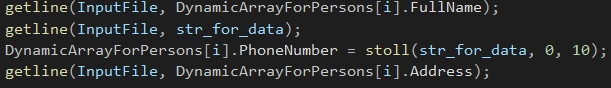 getline(InputFile, DynamicArrayForPersons[i].FullName);
getline(InputFile, str_for_data);
DynamicArrayForPersons[i].PhoneNumber = stoll(str_for_data, 0, 10);
getline(InputFile, DynamicArrayForPersons[i].Address);